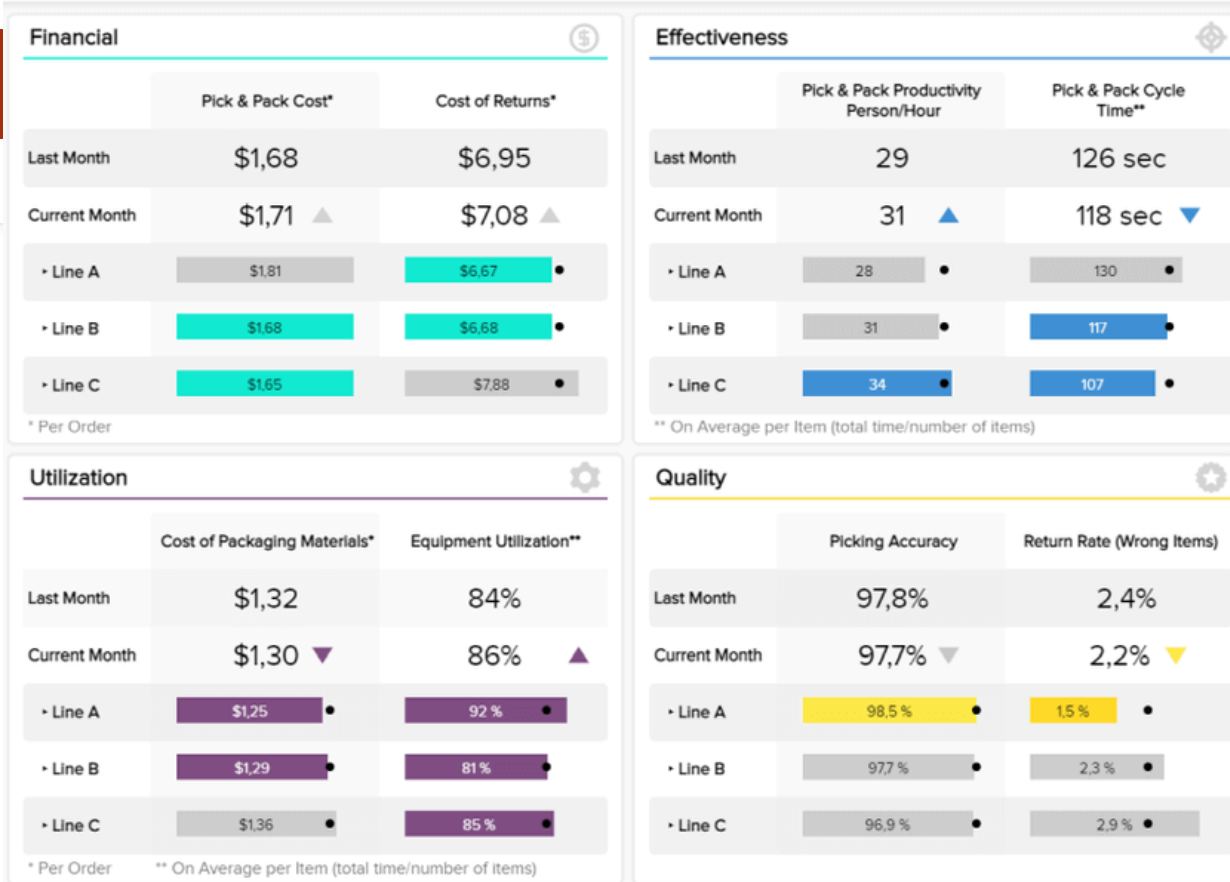 Financial
Pick & Pack Cost* Cost of Returns*
Last Month $1,68 $6,95
Current Month $1,71 $7,08
Line A $1,81 $6,67
Line B $1,68 $6,68
Line C $1,65 $7,88
* Per Order
Effectiveness
Pick & Pack Productivity Pick & Pack Cycle
Person/Hour Time**
Last Month 29 126 sec
Current Month 31 118 sec
Line A 28 130
Line B 31 117
Line C 34 107
** On Average per Item (total time/number of items)
Utilization
Cost of Packaging Materials* Equipment Utilization**
Last Month $1,32 84%
Current Month $1,30 86%
Line A $1,25 92 %
Line B $1,29 81 %
Line C $1,36 85 %
* Per Order ** On Average per Item (total time/number of items)
Quality
Picking Accuracy Return Rate (Wrong Items)
Last Month 97,8% 2,4%
Current Month 97,7% 2,2%
Line A 98,5 % 1,5 %
Line B 97,7 % 2,3 %
Line C 96,9 % 2,9 %